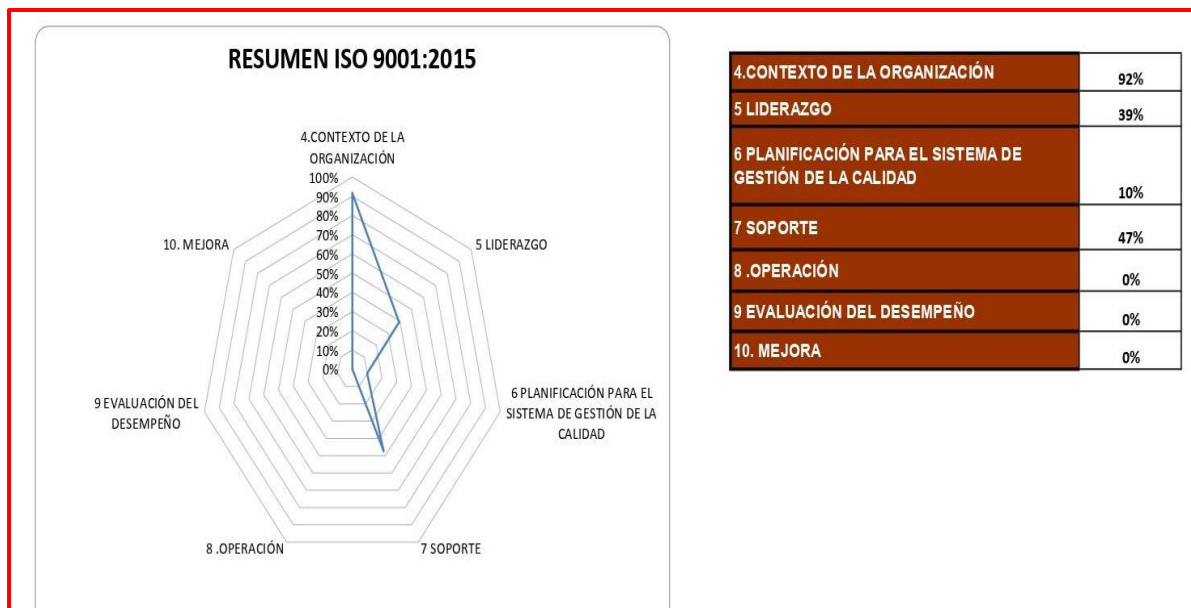 RESUMEN ISO 9001:2015
4.CONTEXTO DE LA
ORGANIZACIÓN
100%
90%
80%
70%
60%
50%
40%
30%
20%
10%
0%
5 LIDERAZGO
6 PLANIFICACIÓN PARA EL
SISTEMA DE GESTIÓN DE LA
CALIDAD
7 SOPORTE
8 .OPERACIÓN
9 EVALUACIÓN DEL
DESEMPEÑO
10. MEJORA
4.CONTEXTO DE LA ORGANIZACIÓN 92%
5 LIDERAZGO 39%
6 PLANIFICACIÓN PARA EL SISTEMA DE
GESTIÓN DE LA CALIDAD 10%
7 SOPORTE 47%
8 .OPERACIÓN 0%
9 EVALUACIÓN DEL DESEMPEÑO 0%
10. MEJORA 0%